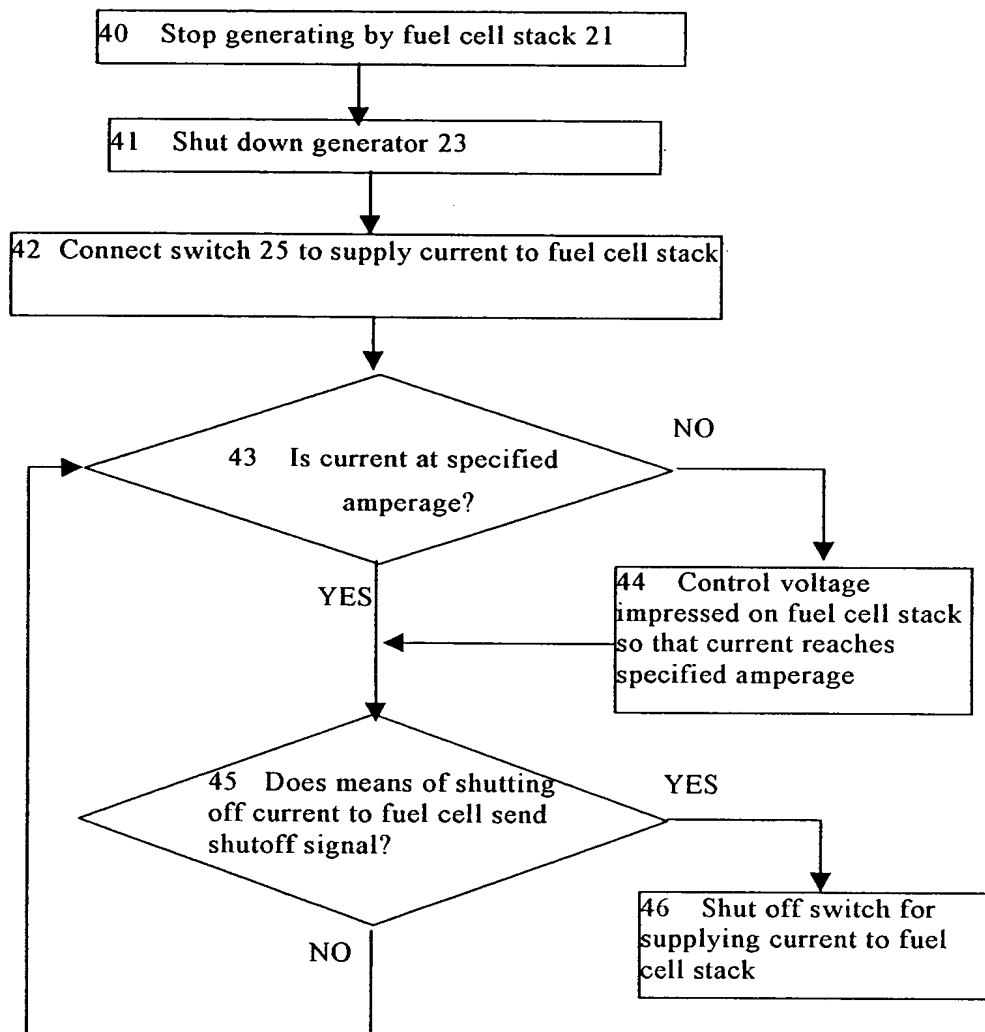 40 Stop generating by fuel cell stack 21
41 Shut down generator 23
42 Connect switch 25 to supply current to fuel cell stack
43 Is current at specified
amperage?
NO
YES
44 Control voltage
impressed on fuel cell stack
so that current reaches
specified amperage
45 Does means of shutting
off current to fuel cell send
shutoff signal?
YES
NO
46 Shut off switch for
supplying current to fuel
cell stack